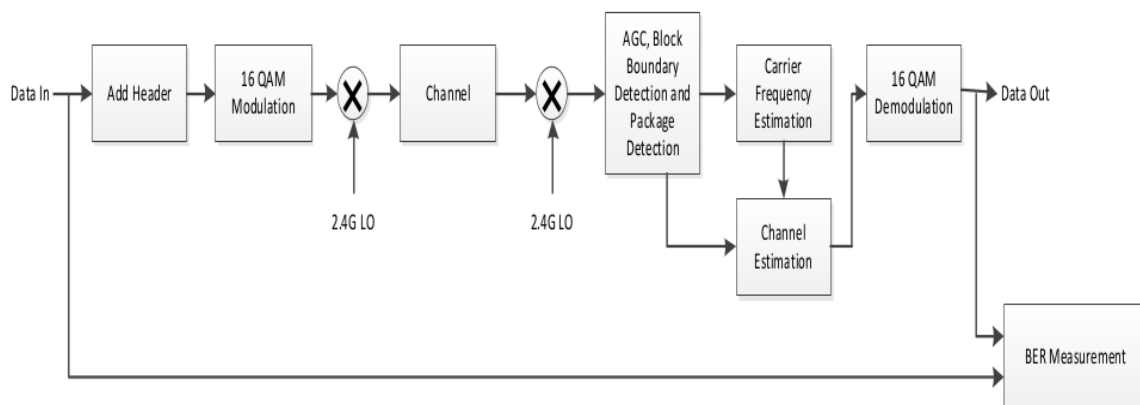 Data In
Add Header
16 QAM
Modulation
2.4G LO
Channel
2.4G LO
AGC, Block
Boundary
Detection and
Package
Detection
Carrier
Frequency
Estimation
Channel
Estimation
16 QAM
Demodulation
Data Out
BER Measurement